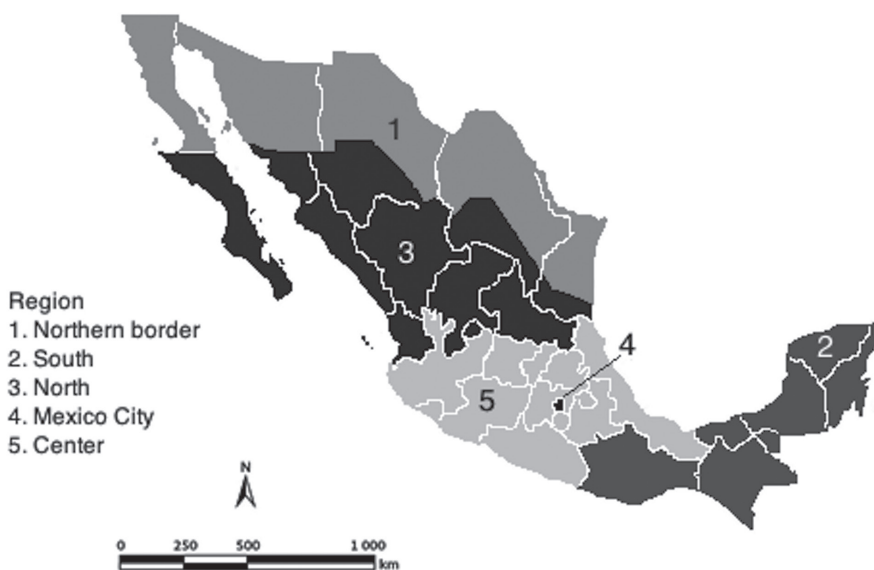 1
3
4
2
5
Region
1. Northern border
2. South
3. North
4. Mexico City
5. Center
N
0 250 500 1 000
km